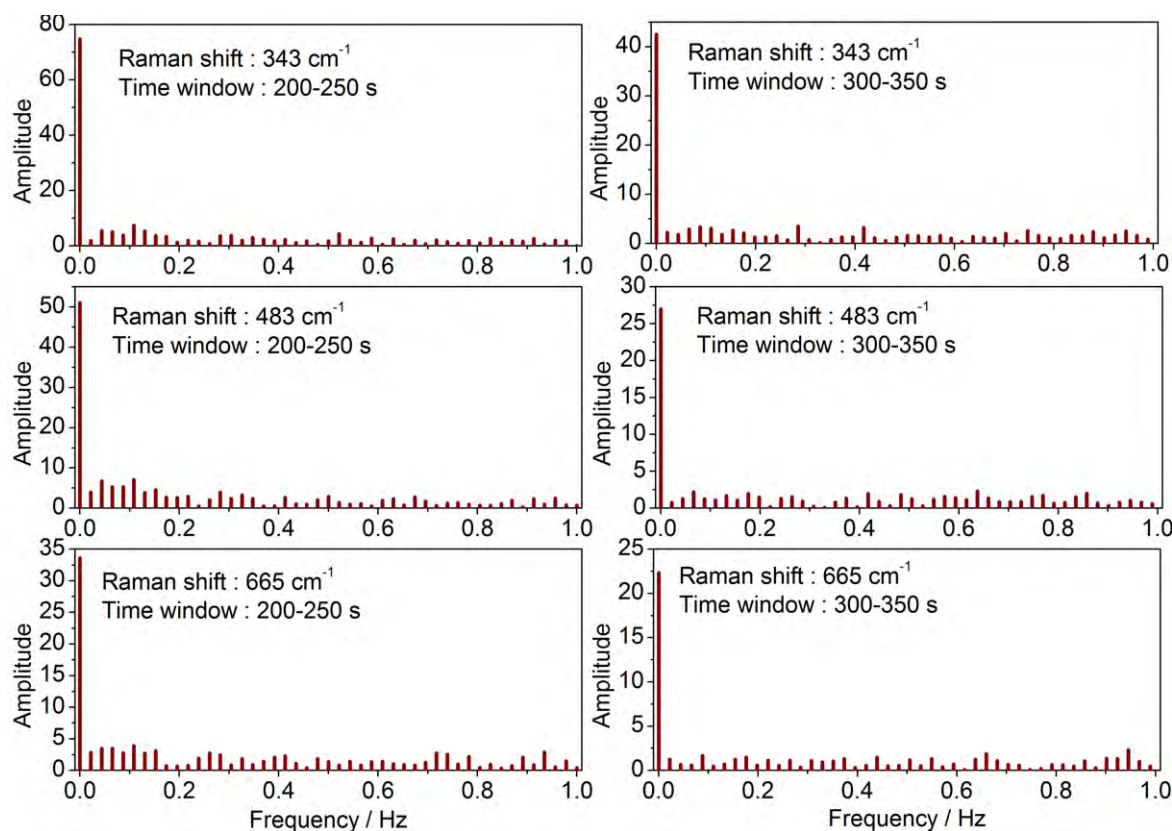 80
60
40
20
0
Amplitude
Raman shift : 343 cm⁻¹
Time window : 200-250 s
0.0 0.2 0.4 0.6 0.8 1.0
40
30
20
10
0
Amplitude
Raman shift : 343 cm⁻¹
Time window : 300-350 s
0.0 0.2 0.4 0.6 0.8 1.0
50
40
30
20
10
0
Amplitude
Raman shift : 483 cm⁻¹
Time window : 200-250 s
0.0 0.2 0.4 0.6 0.8 1.0
30
25
20
15
10
5
0
Amplitude
Raman shift : 483 cm⁻¹
Time window : 300-350 s
0.0 0.2 0.4 0.6 0.8 1.0
35
30
25
20
15
10
5
0
Amplitude
Raman shift : 665 cm⁻¹
Time window : 200-250 s
0.0 0.2 0.4 0.6 0.8 1.0
Frequency / Hz
25
20
15
10
5
0
Amplitude
Raman shift : 665 cm⁻¹
Time window : 300-350 s
0.0 0.2 0.4 0.6 0.8 1.0
Frequency / Hz